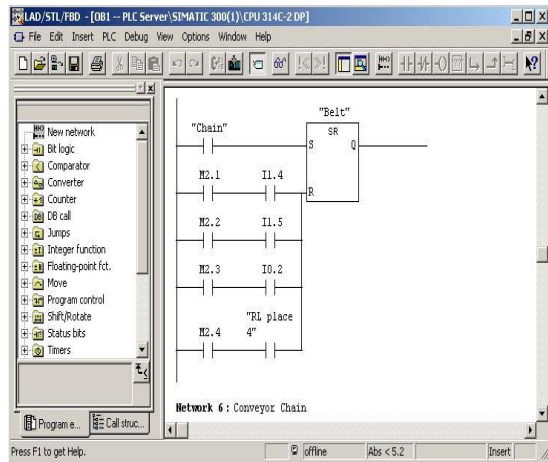 LAD/STL/FBD - [OB1 -- PLC Server\SIMATIC 300(1)\CPU 314C-2 DP]
File Edit Insert PLC Debug View Options Window Help
New network
Bit logic
Comparator
Converter
Counter
DB call
Jumps
Integer function
Floating-point fct.
Move
Program control
Shift/Rotate
Status bits
Timers
Program e...
Call struc...
"Belt"
"Chain"
SR
S Q
M2.1 I1.4
R
M2.2 I1.5
M2.3 I0.2
"RL place
M2.4 4"
Network 6 : Conveyor Chain
Press F1 to get Help.
offline
Abs < 5.2
Insert